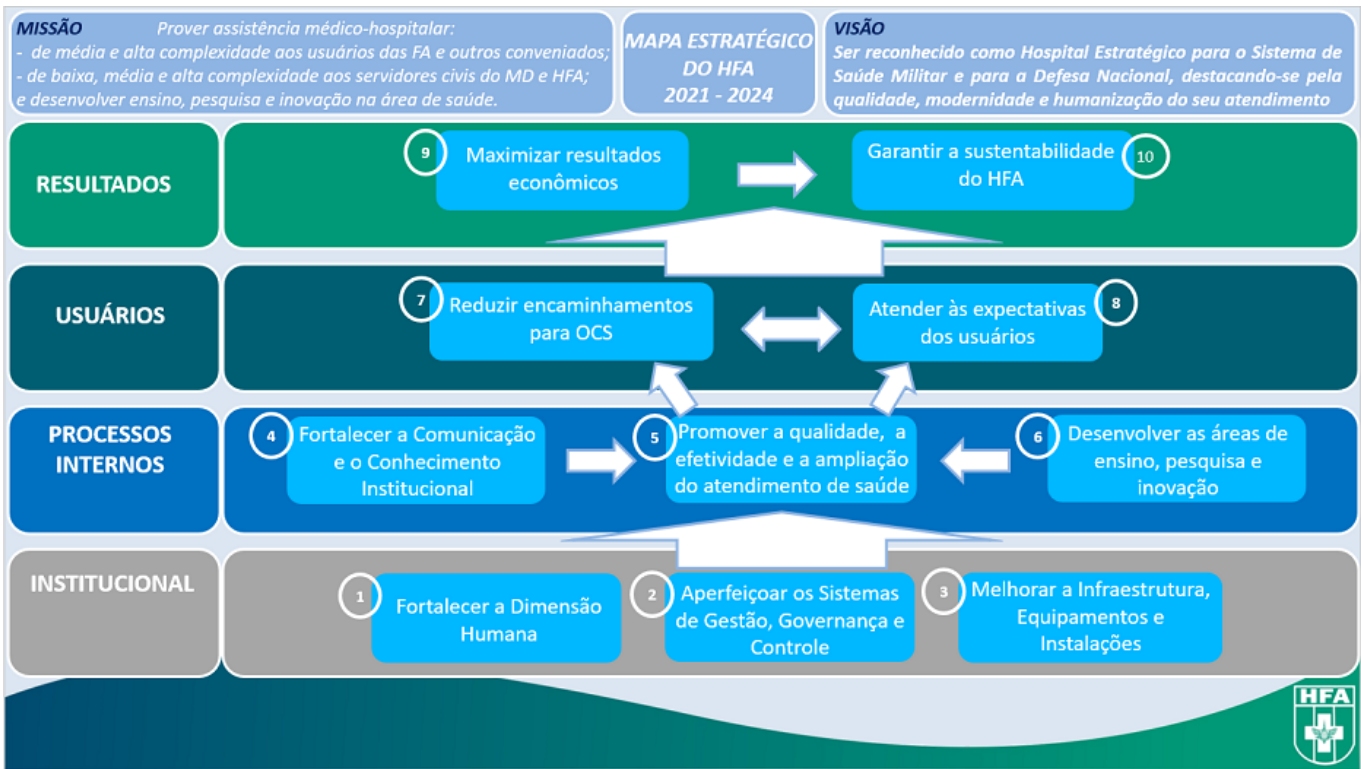 MISSÃO Prover assistência médico-hospitalar:
- de média e alta complexidade aos usuários das FA e outros conveniados;
- de baixa, média e alta complexidade aos servidores civis do MD e HFA;
e desenvolver ensino, pesquisa e inovação na área de saúde.
MAPA ESTRATÉGICO
DO HFA
2021 - 2024
VISÃO
Ser reconhecido como Hospital Estratégico para o Sistema de
Saúde Militar e para a Defesa Nacional, destacando-se pela
qualidade, modernidade e humanização do seu atendimento
RESULTADOS
9
Maximizar resultados
econômicos
Garantir a sustentabilidade
do HFA
10
USUÁRIOS
7
Reduzir encaminhamentos
para OCS
Atender às expectativas
dos usuários
8
PROCESSOS
INTERNOS
4
Fortalecer a Comunicação
e o Conhecimento
Institucional
5
Promover a qualidade, a
efetividade e a ampliação
do atendimento de saúde
6
Desenvolver as áreas de
ensino, pesquisa e
inovação
INSTITUCIONAL
1
Fortalecer a Dimensão
Humana
2
Aperfeiçoar os Sistemas
de Gestão, Governança e
Controle
3
Melhorar a Infraestrutura,
Equipamentos e
Instalações
HFA